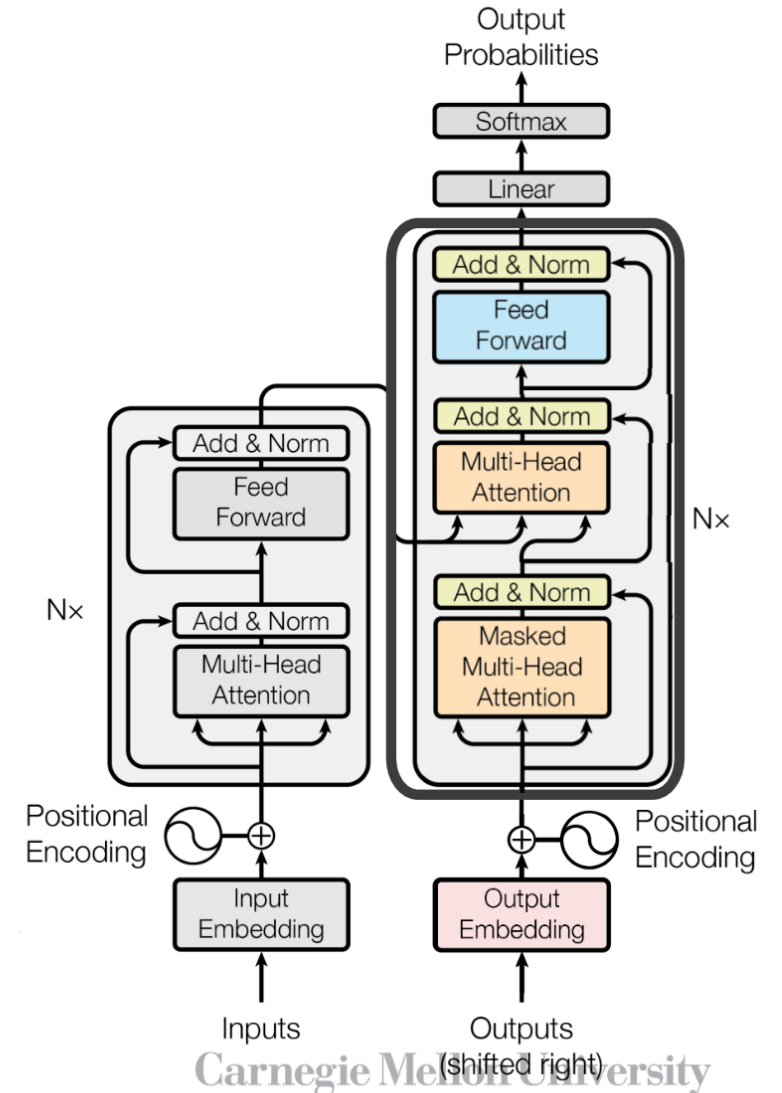 Output
Probabilities
Softmax
Linear
Add & Norm
Feed
Forward
Add & Norm
Multi-Head
Attention
Add & Norm
Masked
Multi-Head
Attention
N×
Add & Norm
Feed
Forward
Add & Norm
Multi-Head
Attention
N×
Positional
Encoding
Positional
Encoding
Input
Embedding
Output
Embedding
Inputs
Outputs
(shifted right)
Carnegie Mellon University